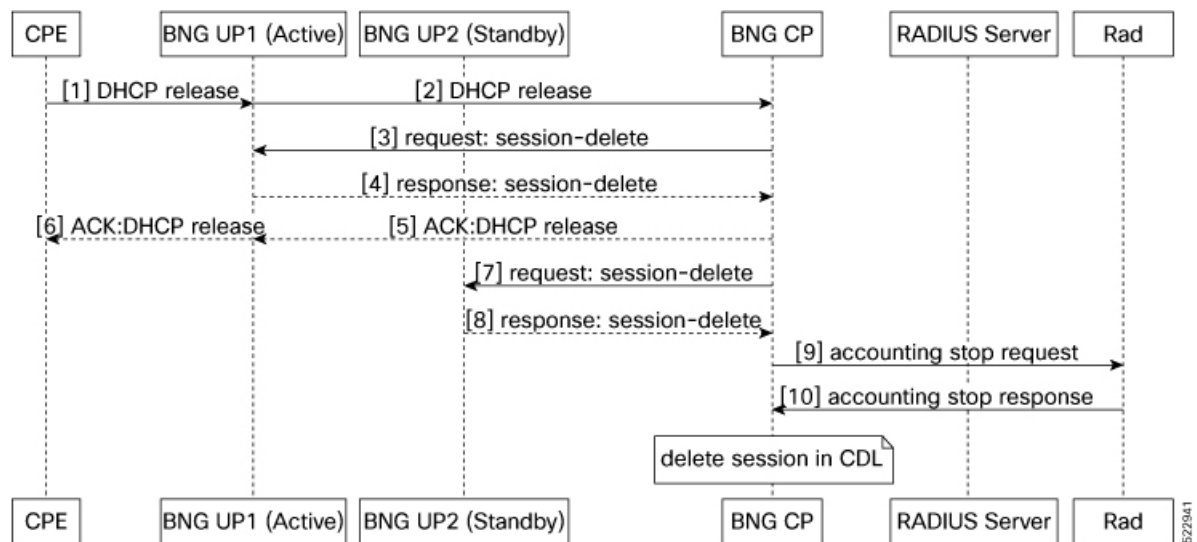 CPE BNG UP1 (Active) BNG UP2 (Standby) BNG CP RADIUS Server Rad
[1] DHCP release [2] DHCP release
[3] request: session-delete
[4] response: session-delete
[6] ACK:DHCP release [5] ACK:DHCP release
[7] request: session-delete
[8] response: session-delete
[9] accounting stop request
[10] accounting stop response
delete session in CDL
CPE BNG UP1 (Active) BNG UP2 (Standby) BNG CP RADIUS Server Rad
522941